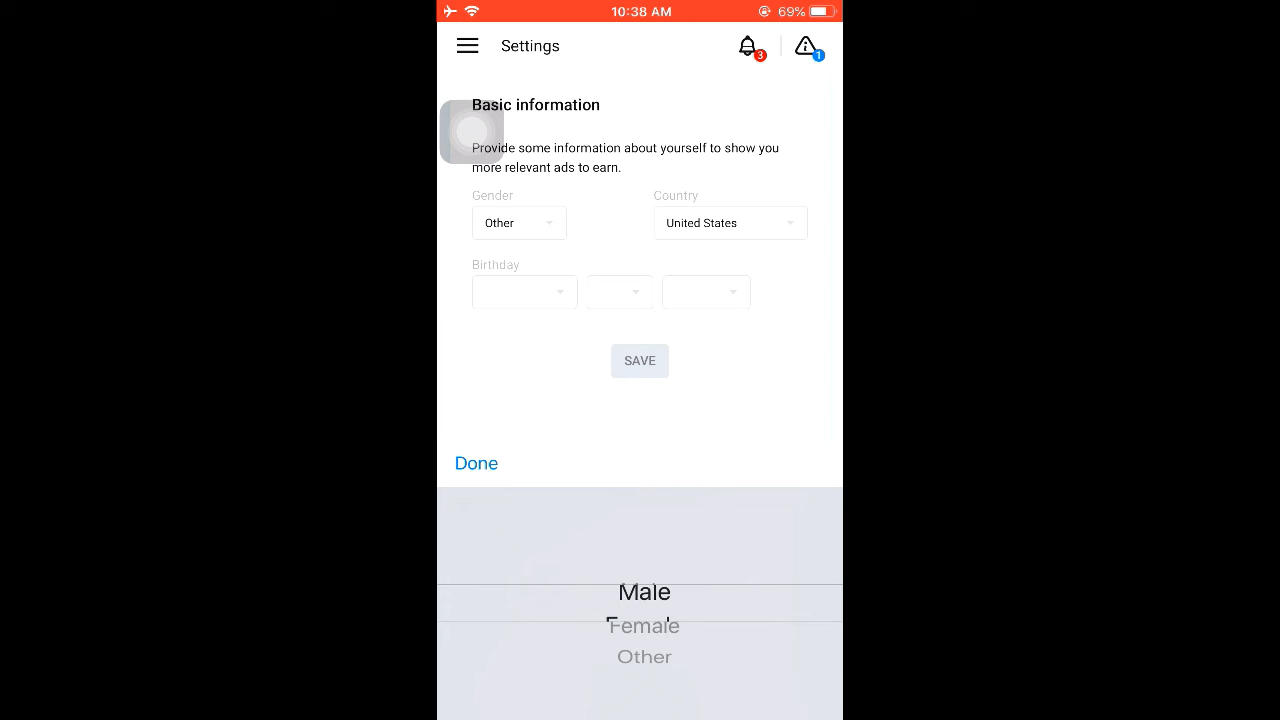 10:38 AM
69%
Settings
3
1
Basic information
Provide some information about yourself to show you
more relevant ads to earn.
Gender
Country
Other
United States
Birthday
SAVE
Done
Male
Female
Other